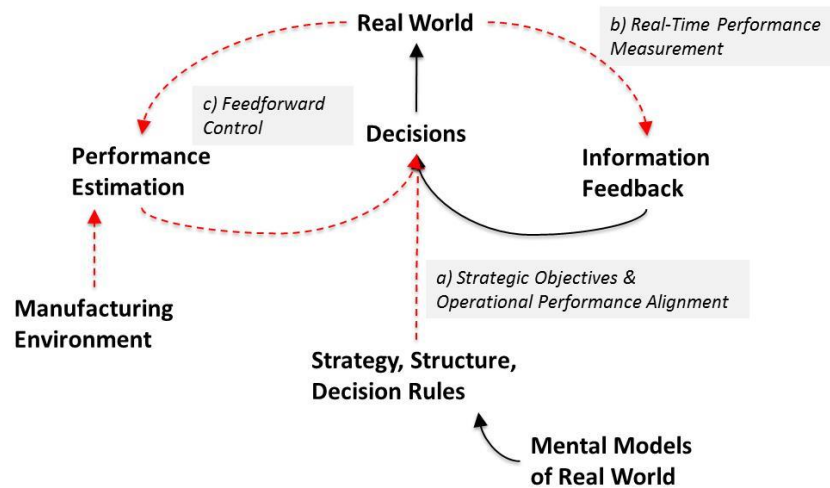 Real World
b) Real-Time Performance
Measurement
c) Feedforward
Control
Decisions
Performance
Estimation
Information
Feedback
a) Strategic Objectives &
Operational Performance Alignment
Manufacturing
Environment
Strategy, Structure,
Decision Rules
Mental Models
of Real World